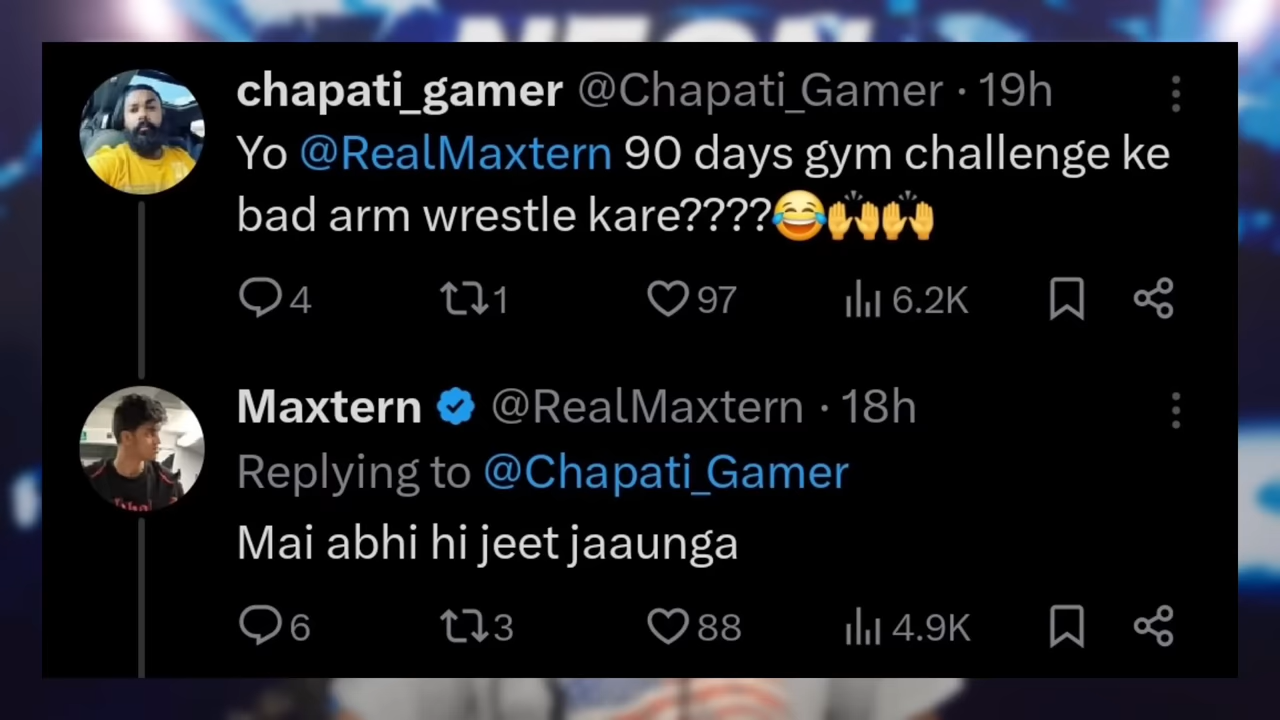 chapati_gamer @Chapati_Gamer · 19h
Yo @RealMaxtern 90 days gym challenge ke
bad arm wrestle kare????😂🙌🙌
4 1 97 6.2K
Maxtern @RealMaxtern · 18h
Replying to @Chapati_Gamer
Mai abhi hi jeet jaaunga
6 3 88 4.9K